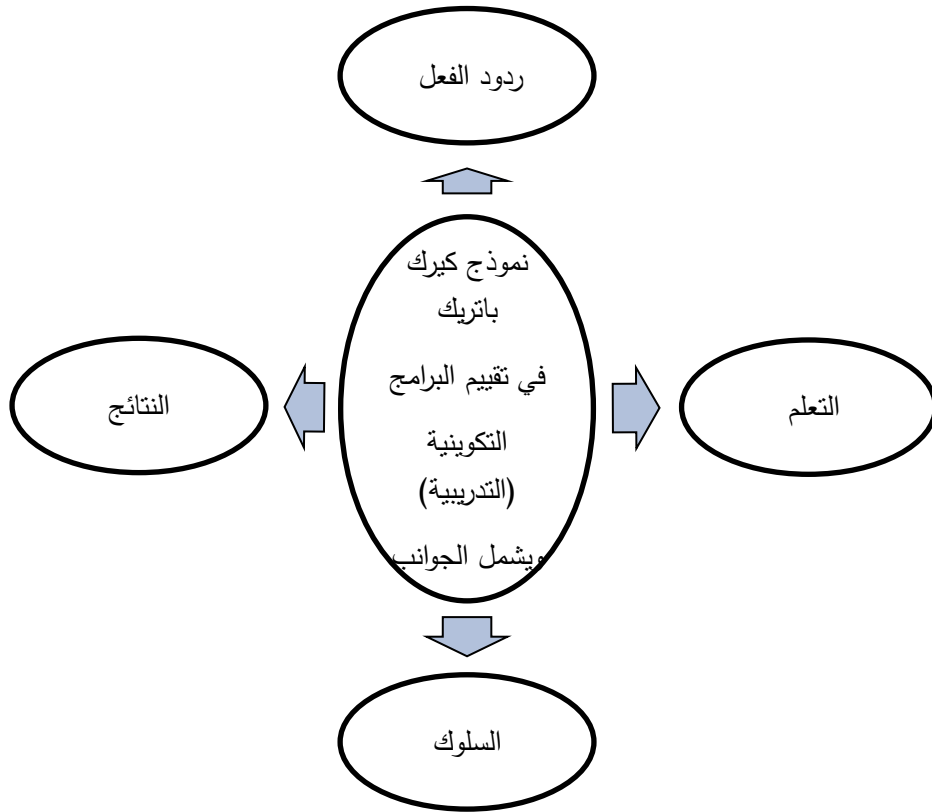 ردود الفعل
نموذج كيرك
باتريك
في تقييم البرامج
التكوينية
(التدريبية)
ويشمل الجوانب
التعلم
النتائج
السلوك